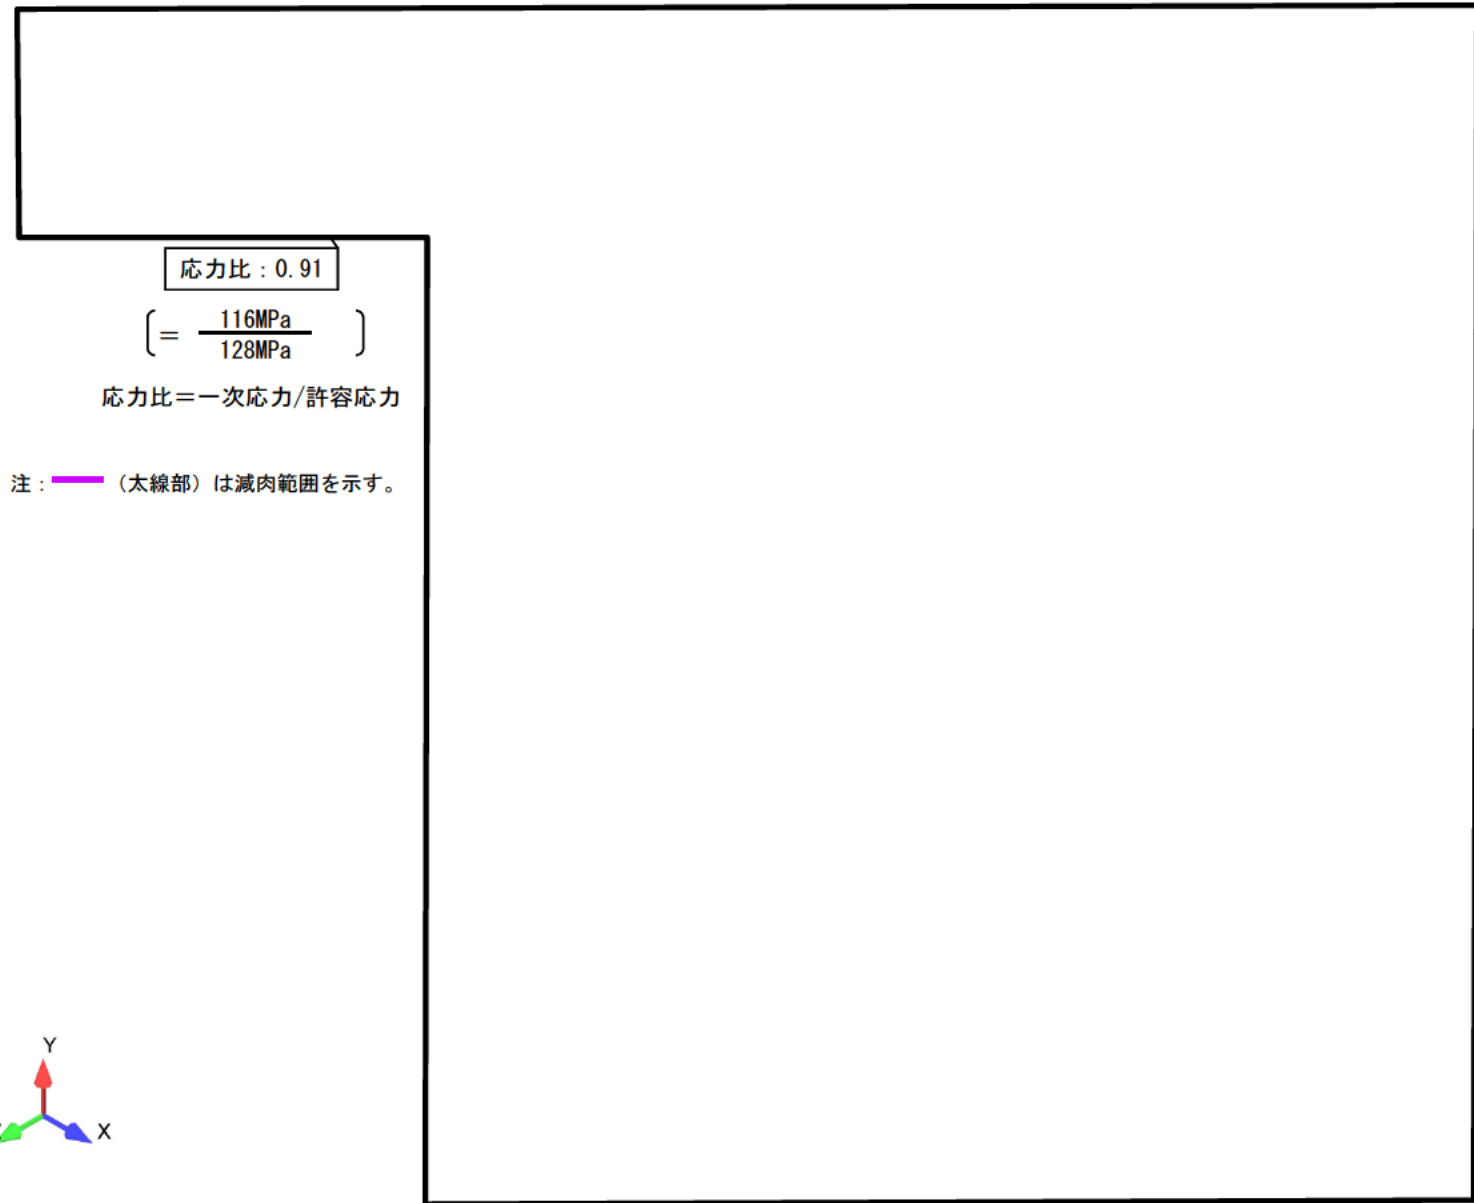 応力比：0.91
〔= 116MPa
128MPa 〕
応力比＝一次応力/許容応力
注：（太線部）は減肉範囲を示す。
Y
X